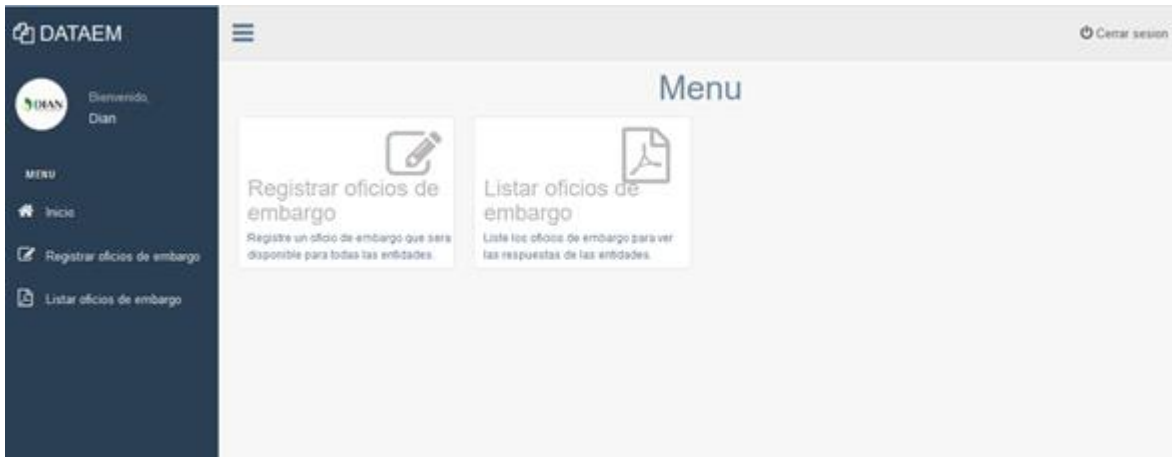 DATAEM
Cerrar sesion
DIAN
Bienvenido,
Dian
MENU
Inicio
Registrar oficios de embargo
Listar oficios de embargo
Menu
Registrar oficios de
embargo
Registre un oficio de embargo que sera
disponible para todas las entidades.
Listar oficios de
embargo
Liste los oficios de embargo para ver
las respuestas de las entidades.